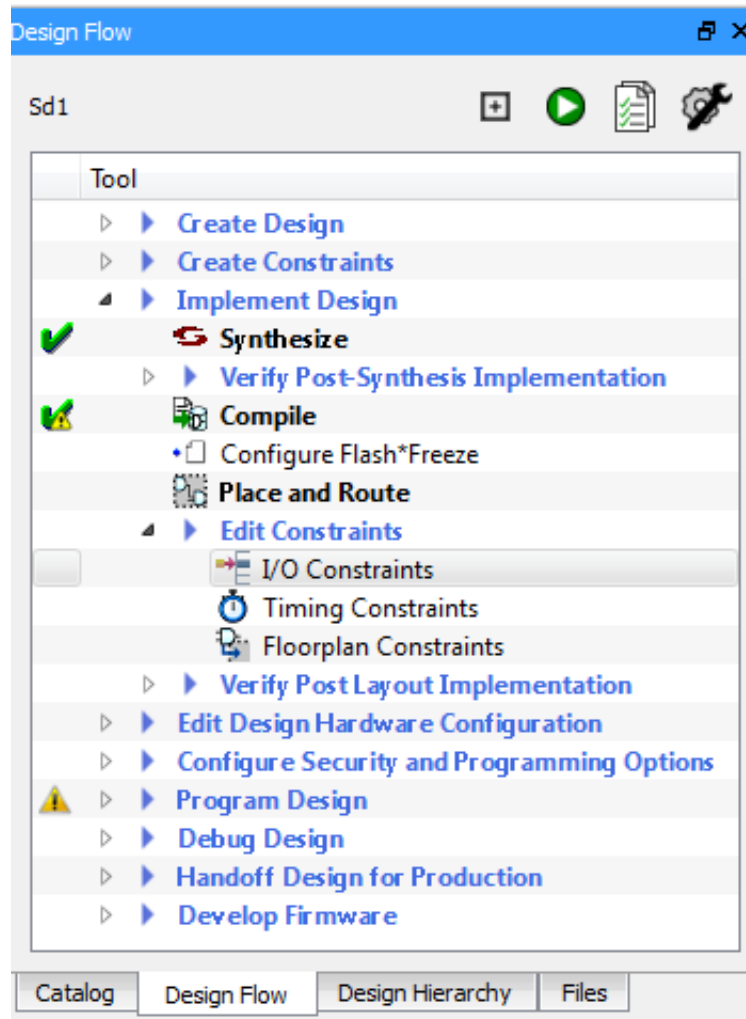 Design Flow
Sd1
Tool
Create Design
Create Constraints
Implement Design
Synthesize
Verify Post-Synthesis Implementation
Compile
Configure Flash*Freeze
Place and Route
Edit Constraints
I/O Constraints
Timing Constraints
Floorplan Constraints
Verify Post Layout Implementation
Edit Design Hardware Configuration
Configure Security and Programming Options
Program Design
Debug Design
Handoff Design for Production
Develop Firmware
Catalog Design Flow Design Hierarchy Files